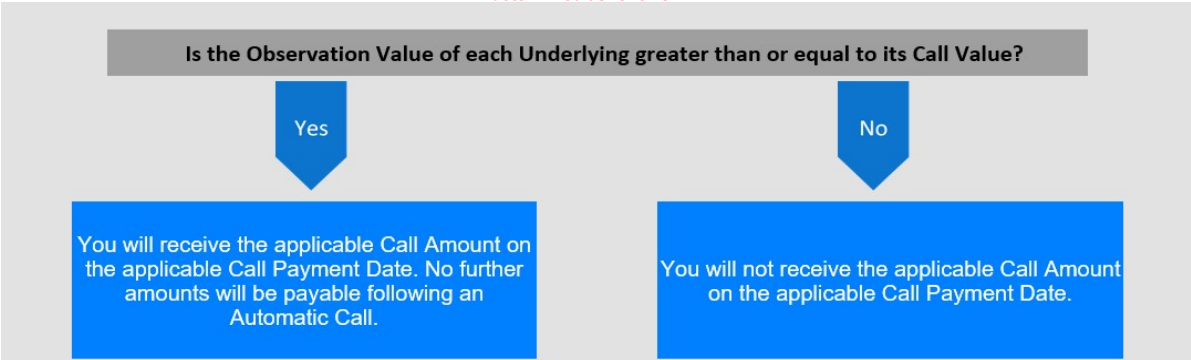 Is the Observation Value of each Underlying greater than or equal to its Call Value?
Yes
No
You will receive the applicable Call Amount on
the applicable Call Payment Date. No further
amounts will be payable following an
Automatic Call.
You will not receive the applicable Call Amount
on the applicable Call Payment Date.